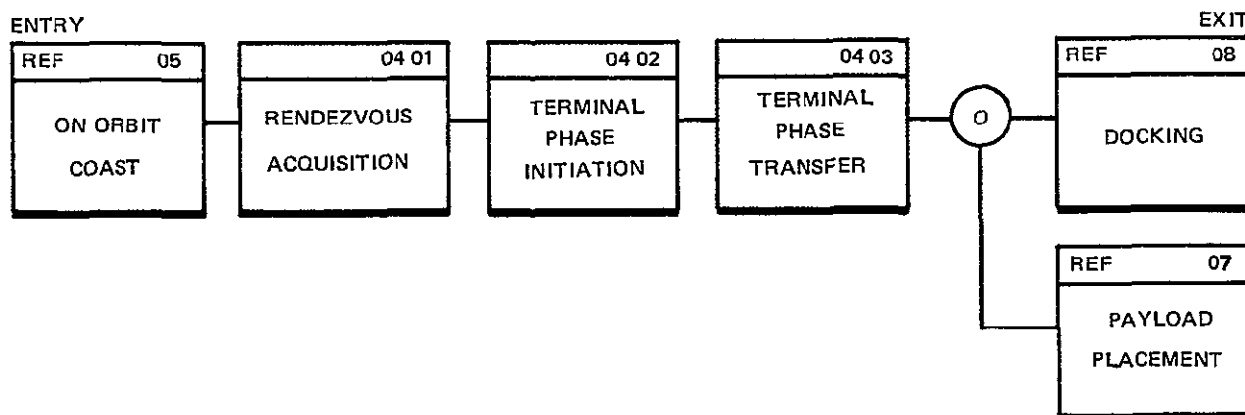 ENTRY
EXIT
REF 05
ON ORBIT
COAST
04 01
RENDEZVOUS
ACQUISITION
04 02
TERMINAL
PHASE
INITIATION
04 03
TERMINAL
PHASE
TRANSFER
O
REF 08
DOCKING
REF 07
PAYLOAD
PLACEMENT